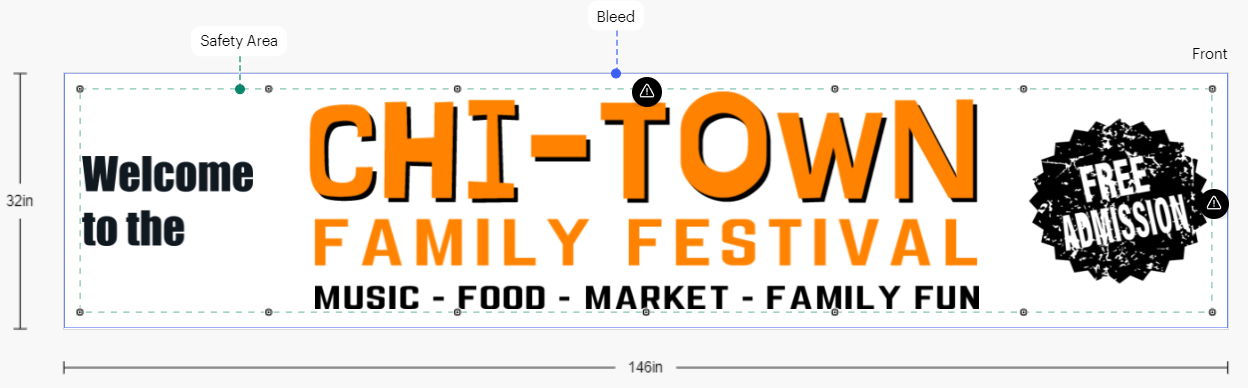 Bleed
Safety Area
Front
32in
Welcome
to the
CHI-TOWN
FAMILY FESTIVAL
MUSIC - FOOD - MARKET - FAMILY FUN
FREE
ADMISSION
146in